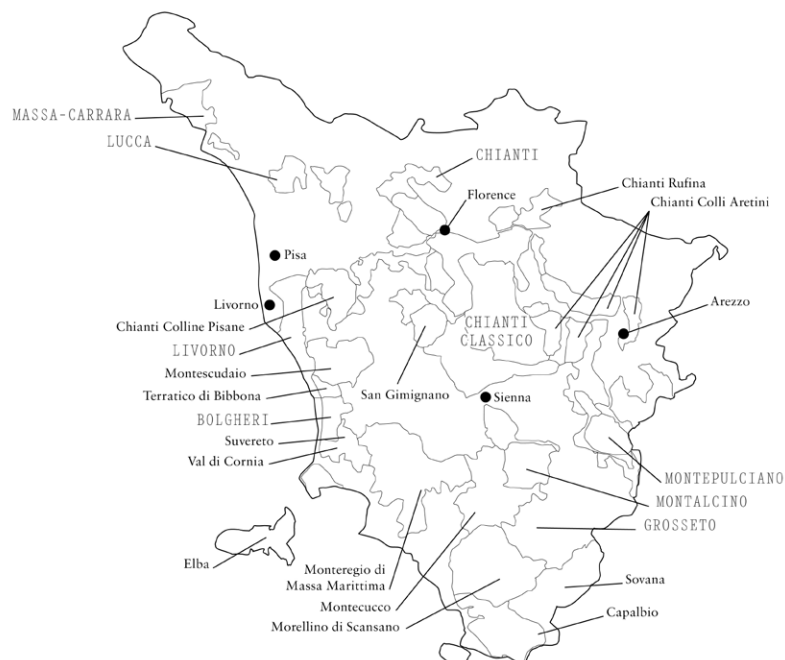 MASSA-CARRARA
LUCCA
CHIANTI
Florence
Chianti Rufina
Chianti Colli Aretini
Pisa
Livorno
Arezzo
Chianti Colline Pisane
CHIANTI
CLASSICO
LIVORNO
Montescudaio
San Gimignano
Terratico di Bibbona
Sienna
BOLGHERI
Suvereto
Val di Cornia
MONTEPULCIANO
MONTALCINO
GROSSETO
Elba
Monteregio di
Massa Marittima
Sovana
Montecucco
Capalbio
Morellino di Scansano